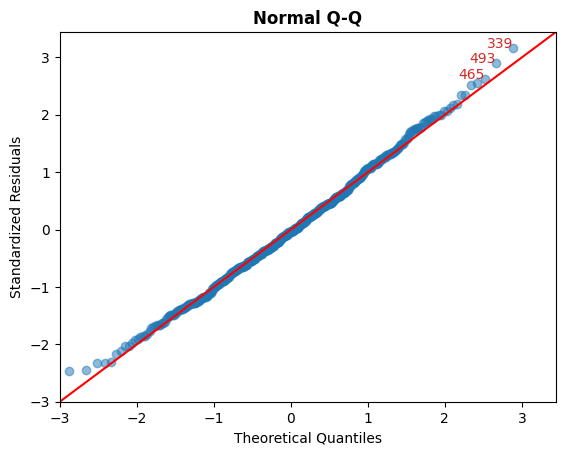 Normal Q-Q
339
493
465
3
2
1
0
−1
−2
−3
Standardized Residuals
−3 −2 −1 0 1 2 3
Theoretical Quantiles